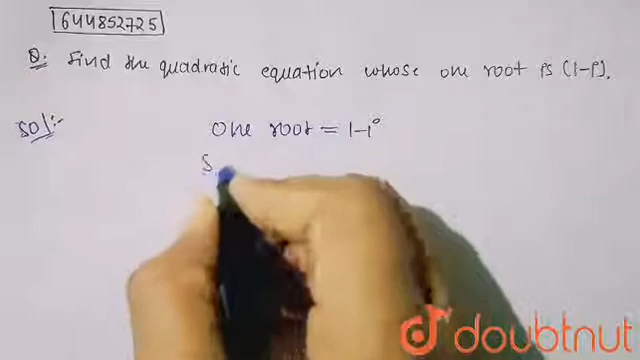 644852725
Q: Find the quadratic equation whose one root is (1-i).
Sol:- One root = 1-i
S
doubtnut